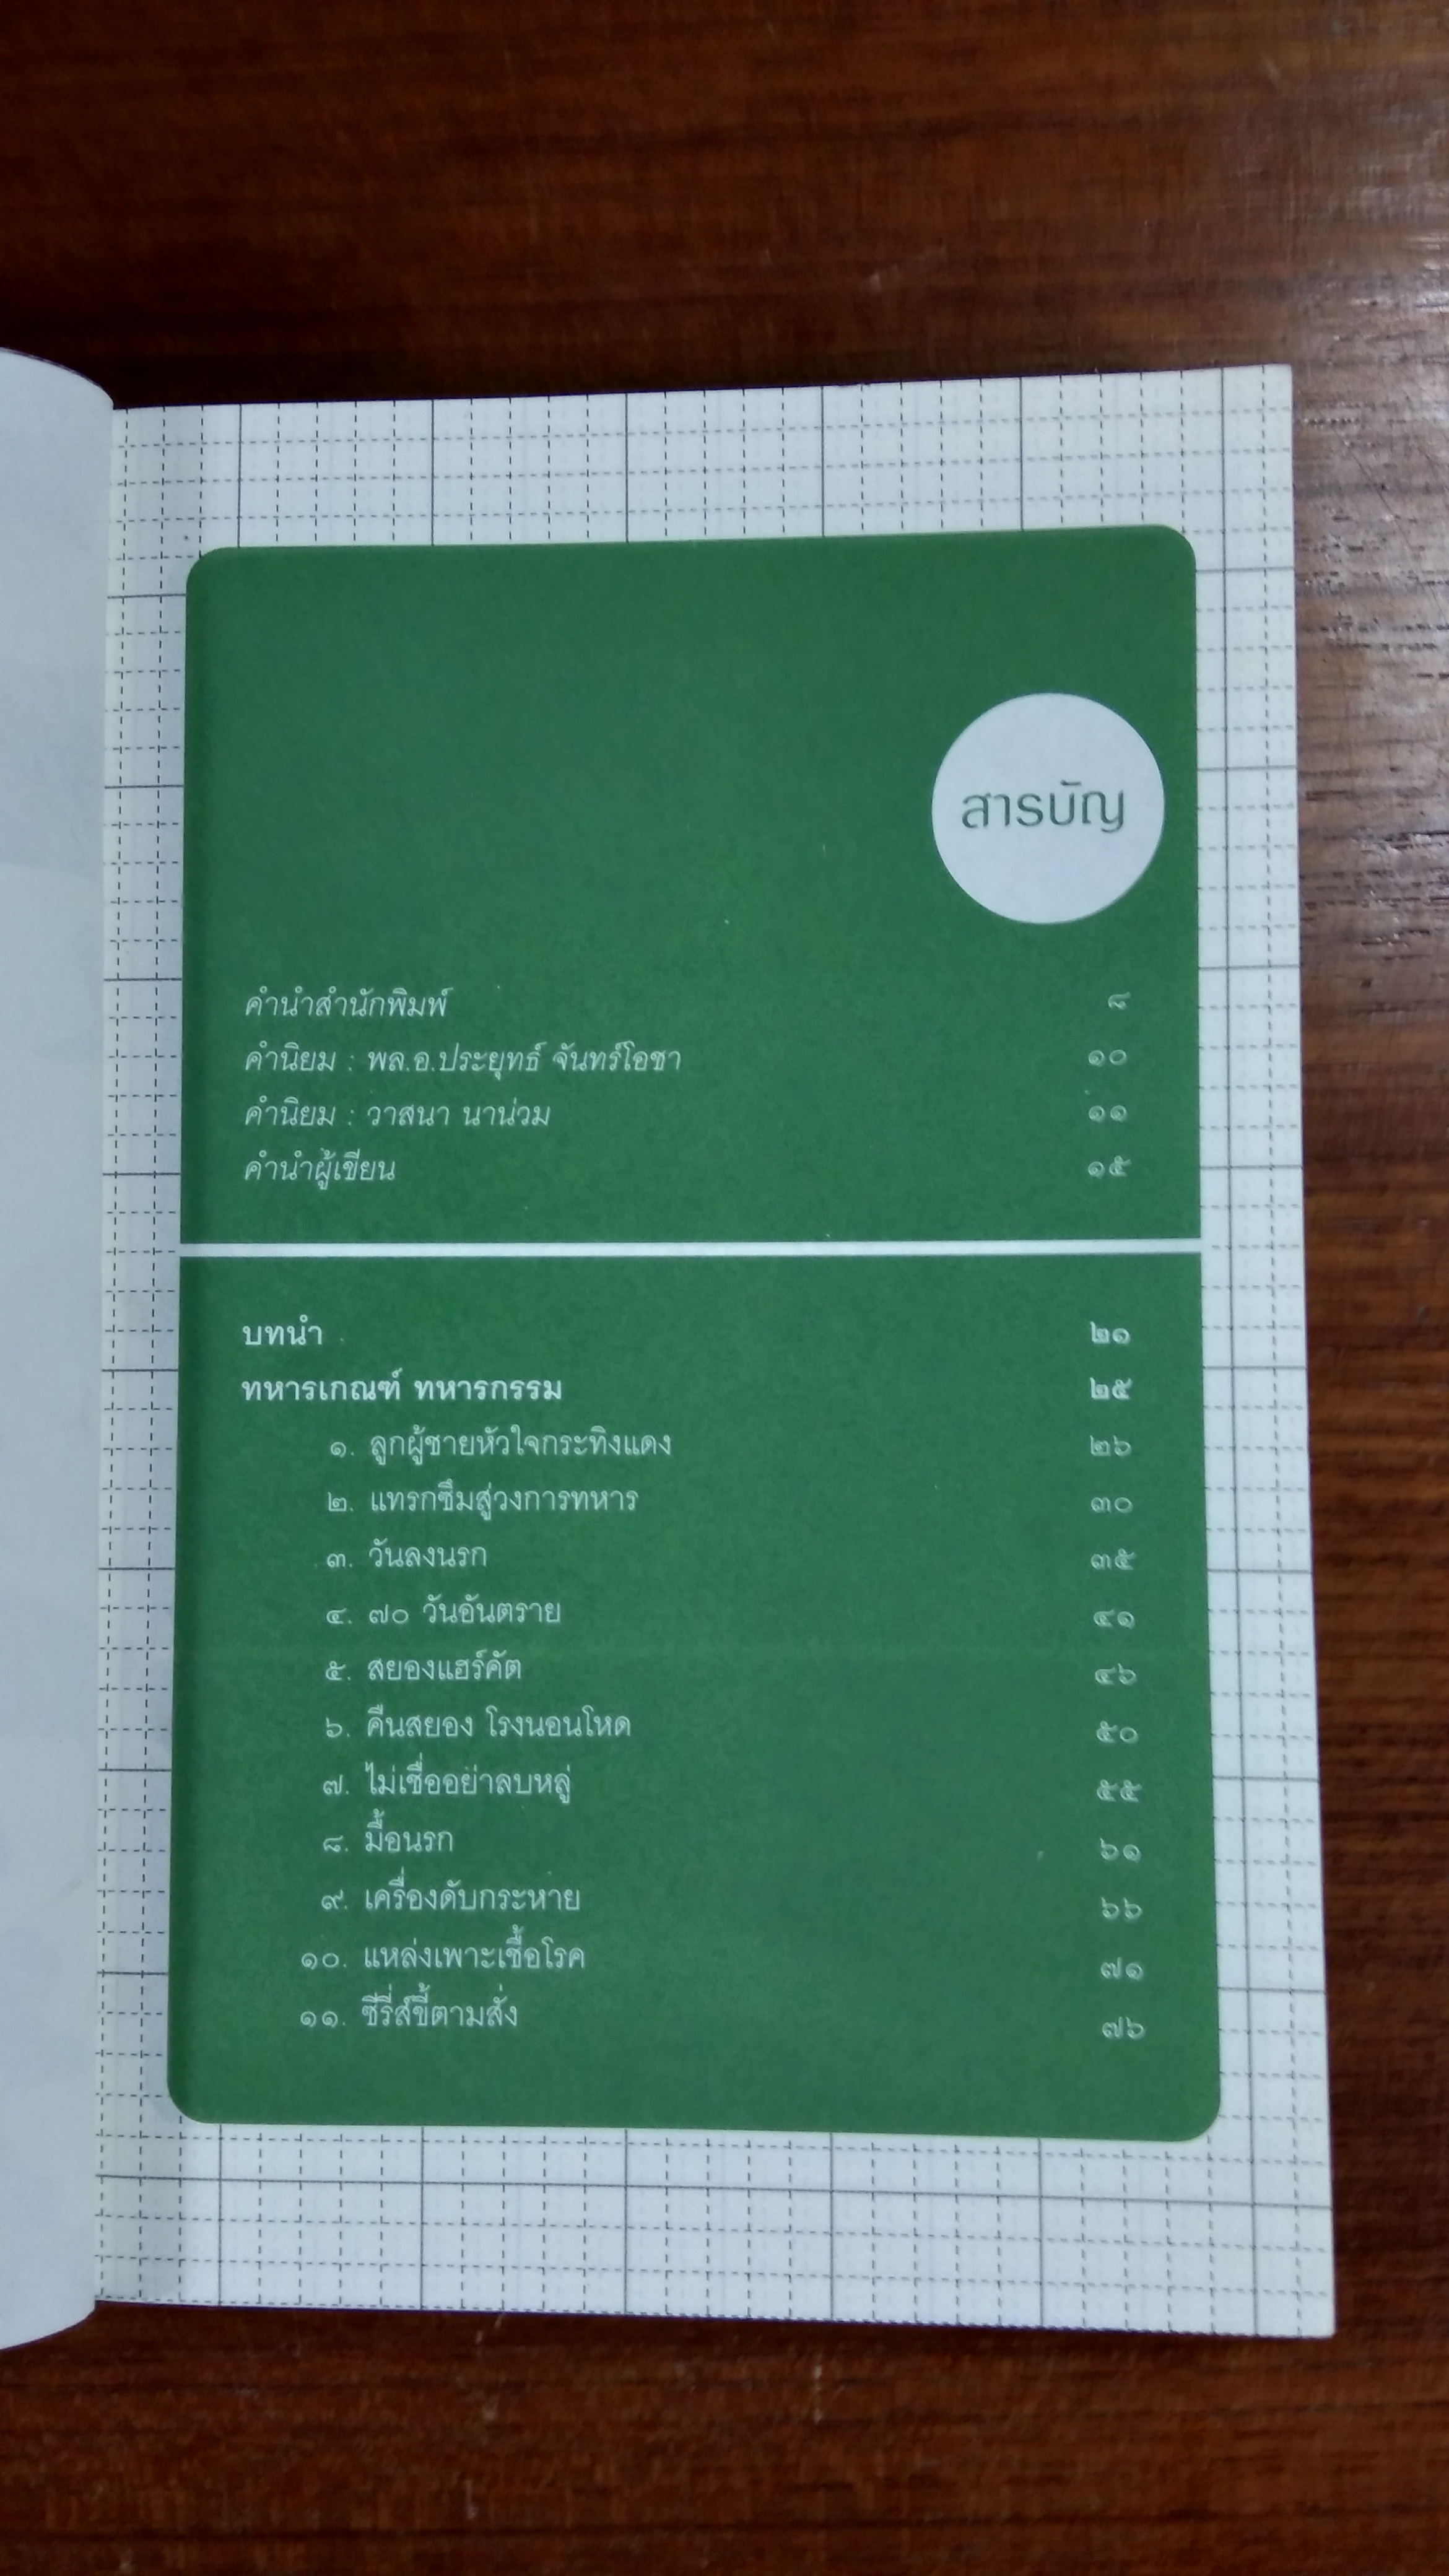 สารบัญ
คำนำสำนักพิมพ์ ๘
คำนิยม : พล.อ.ประยุทธ์ จันทร์โอชา ๑๐
คำนิยม : วาสนา นาน่วม ๑๑
คำนำผู้เขียน ๑๕
บทนำ ๒๑
ทหารเกณฑ์ ทหารกรรม ๒๕
๑. ลูกผู้ชายหัวใจกระทิงแดง ๒๖
๒. แทรกซึมสู่วงการทหาร ๓๐
๓. วันลงนรก ๓๕
๔. ๗๐ วันอันตราย ๔๑
๕. สยองแฮร์คัต ๔๖
๖. คืนสยอง โรงนอนโหด ๕๐
๗. ไม่เชื่ออย่าลบหลู่ ๕๕
๘. มื้อนรก ๖๑
๙. เครื่องดับกระหาย ๖๖
๑๐. แหล่งเพาะเชื้อโรค ๗๑
๑๑. ซีรี่ส์ขี้ตามสั่ง ๗๖